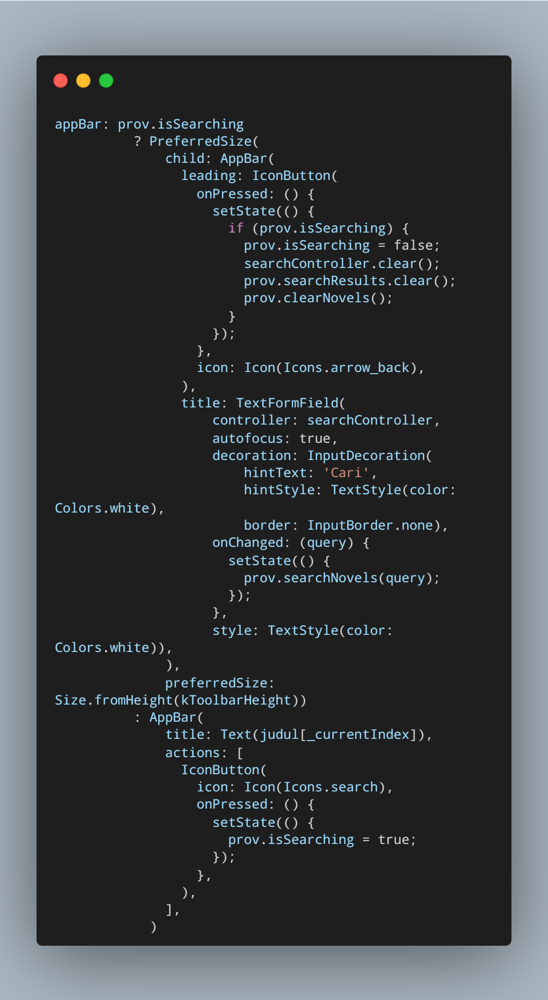 appBar: prov.isSearching
          ? PreferredSize(
              child: AppBar(
                leading: IconButton(
                  onPressed: () {
                    setState(() {
                      if (prov.isSearching) {
                        prov.isSearching = false;
                        searchController.clear();
                        prov.searchResults.clear();
                        prov.clearNovels();
                      }
                    });
                  },
                  icon: Icon(Icons.arrow_back),
                ),
                title: TextFormField(
                    controller: searchController,
                    autofocus: true,
                    decoration: InputDecoration(
                        hintText: 'Cari',
                        hintStyle: TextStyle(color:
Colors.white),
                        border: InputBorder.none),
                    onChanged: (query) {
                      setState(() {
                        prov.searchNovels(query);
                      });
                    },
                    style: TextStyle(color:
Colors.white)),
              ),
              preferredSize:
Size.fromHeight(kToolbarHeight))
          : AppBar(
              title: Text(judul[_currentIndex]),
              actions: [
                IconButton(
                  icon: Icon(Icons.search),
                  onPressed: () {
                    setState(() {
                      prov.isSearching = true;
                    });
                  },
                ),
              ],
            )